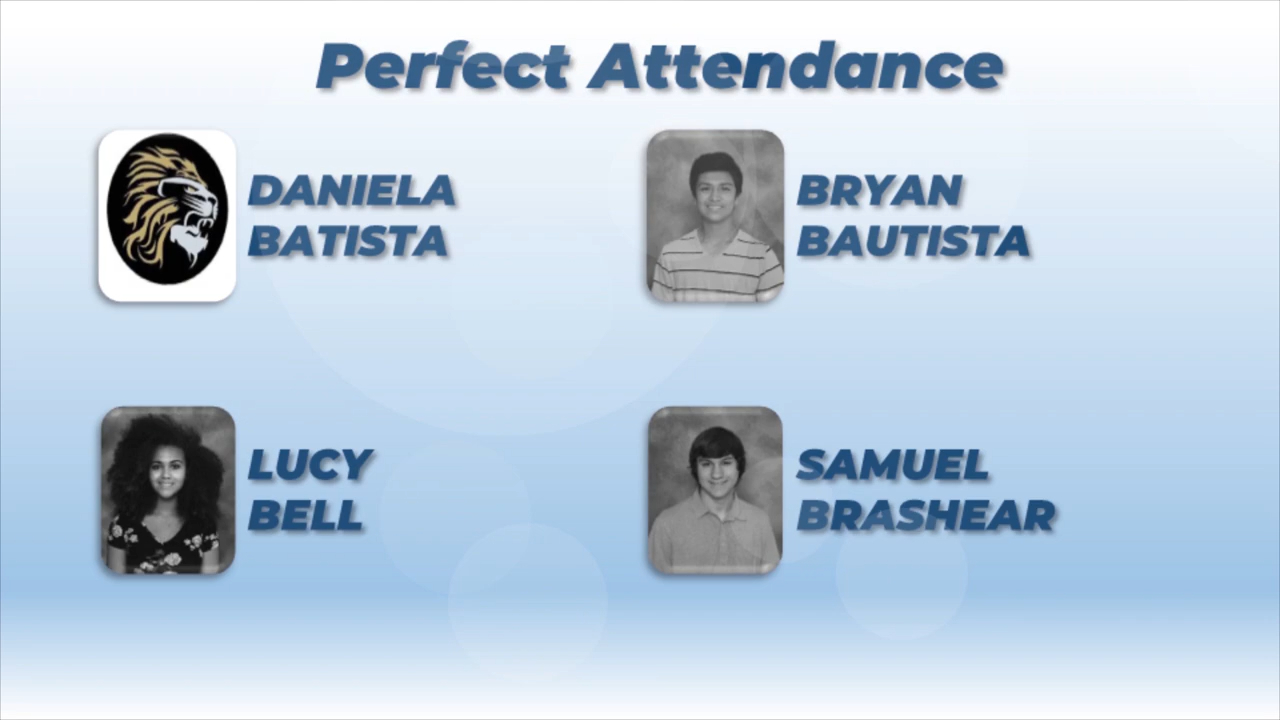 Perfect Attendance
DANIELA
BATISTA
BRYAN
BAUTISTA
LUCY
BELL
SAMUEL
BRASHEAR